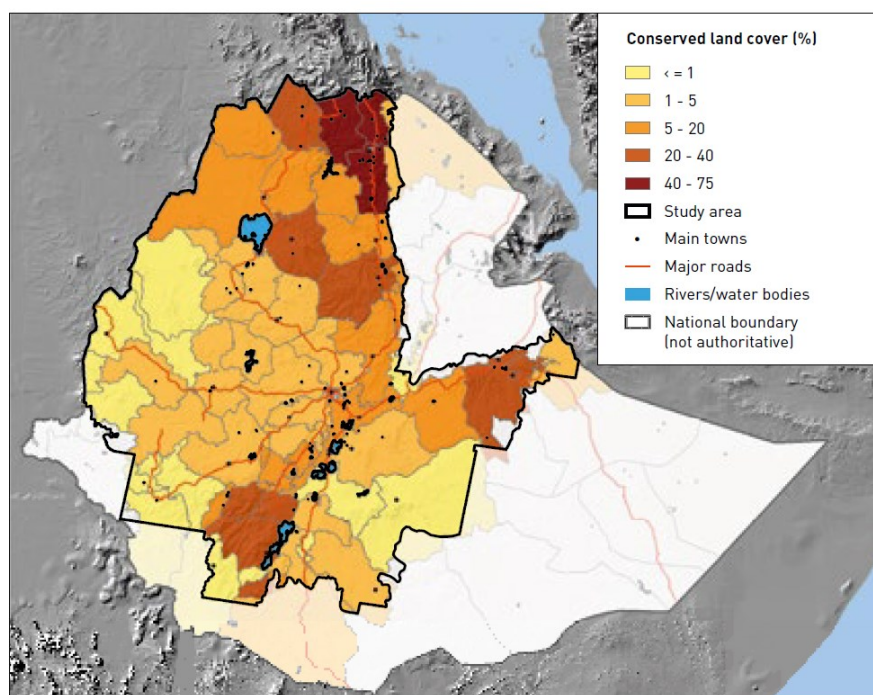 Conserved land cover (%)
< = 1
1 - 5
5 - 20
20 - 40
40 - 75
Study area
Main towns
Major roads
Rivers/water bodies
National boundary
(not authoritative)